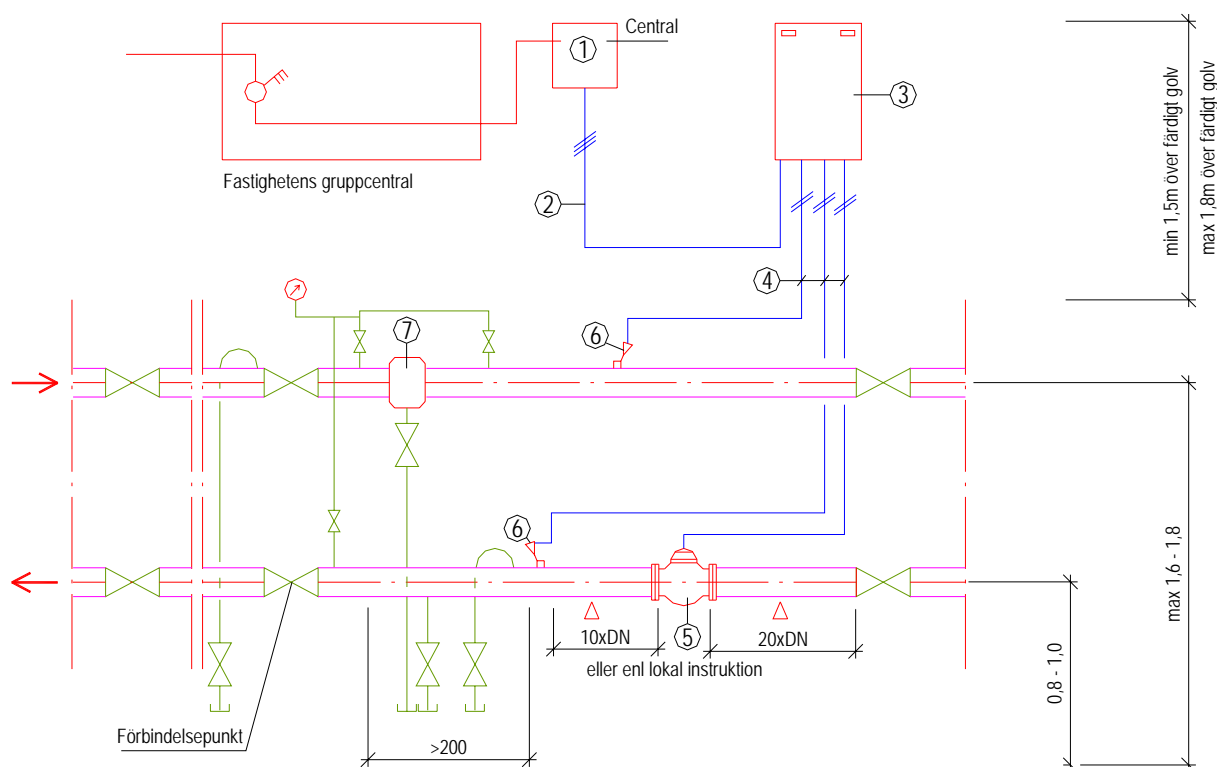 Central
1
3
Fastighetens gruppcentral
2
min 1,5m över färdigt golv
max 1,8m över färdigt golv
4
7
6
6
5
10xDN
20xDN
eller enl lokal instruktion
max 1,6 - 1,8
0,8 - 1,0
Förbindelsepunkt
>200